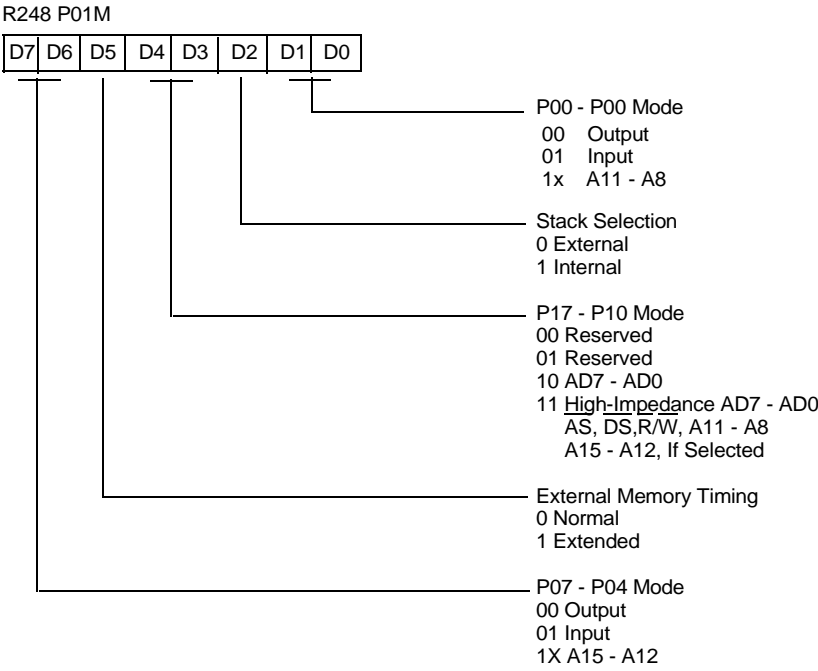 R248 P01M
D7 D6 D5 D4 D3 D2 D1 D0
P00 - P00 Mode
00 Output
01 Input
1x A11 - A8
Stack Selection
0 External
1 Internal
P17 - P10 Mode
00 Reserved
01 Reserved
10 AD7 - AD0
11 High-Impedance AD7 - AD0
AS, DS,R/W, A11 - A8
A15 - A12, If Selected
External Memory Timing
0 Normal
1 Extended
P07 - P04 Mode
00 Output
01 Input
1X A15 - A12